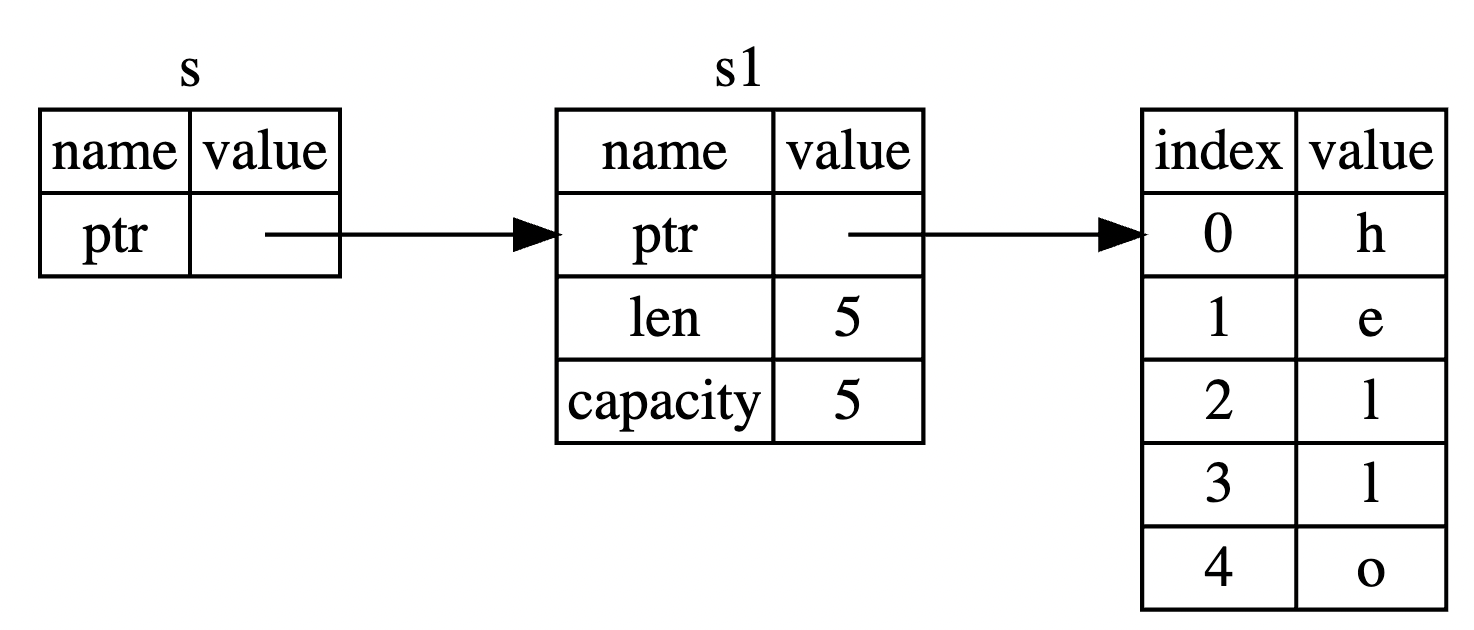 s
name value
ptr
s1
name value
ptr
len 5
capacity 5
index value
0 h
1 e
2 l
3 l
4 o